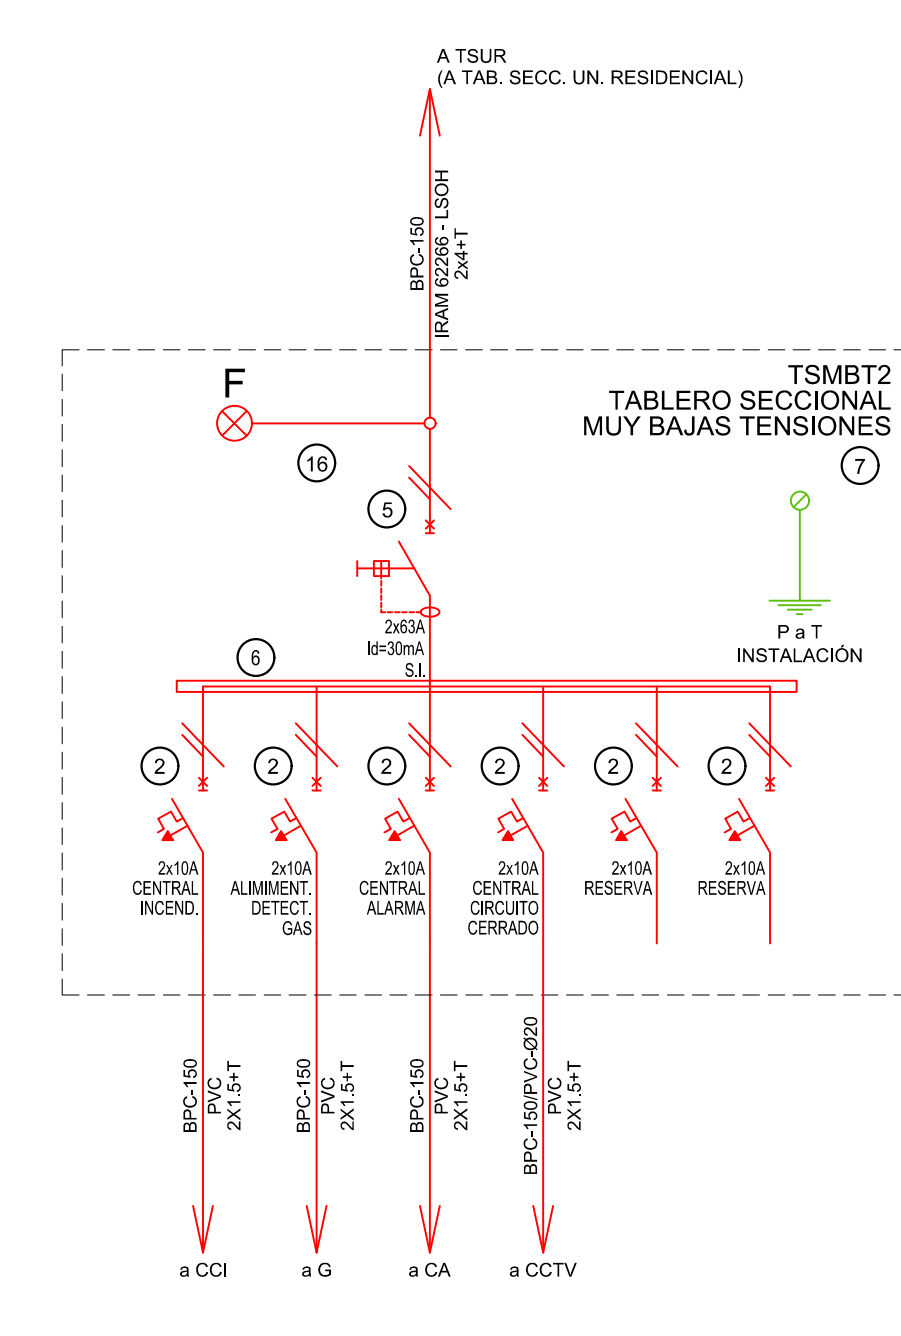 A TSUR
(A TAB. SECC. UN. RESIDENCIAL)
BPC-150
IRAM 62266 - LSOH
2x4+T
F
TSMBT2
TABLERO SECCIONAL
MUY BAJAS TENSIONES
16
7
5
2x63A
Id=30mA
S.I.
P a T
INSTALACIÓN
6
2
2
2
2
2
2
2x10A
CENTRAL
INCEND.
2x10A
ALIMIMENT.
DETECT.
GAS
2x10A
CENTRAL
ALARMA
2x10A
CENTRAL
CIRCUITO
CERRADO
2x10A
RESERVA
2x10A
RESERVA
BPC-150
PVC
2X1.5+T
BPC-150
PVC
2X1.5+T
BPC-150
PVC
2X1.5+T
BPC-150/PVC-Ø20
PVC
2X1.5+T
a CCI
a G
a CA
a CCTV